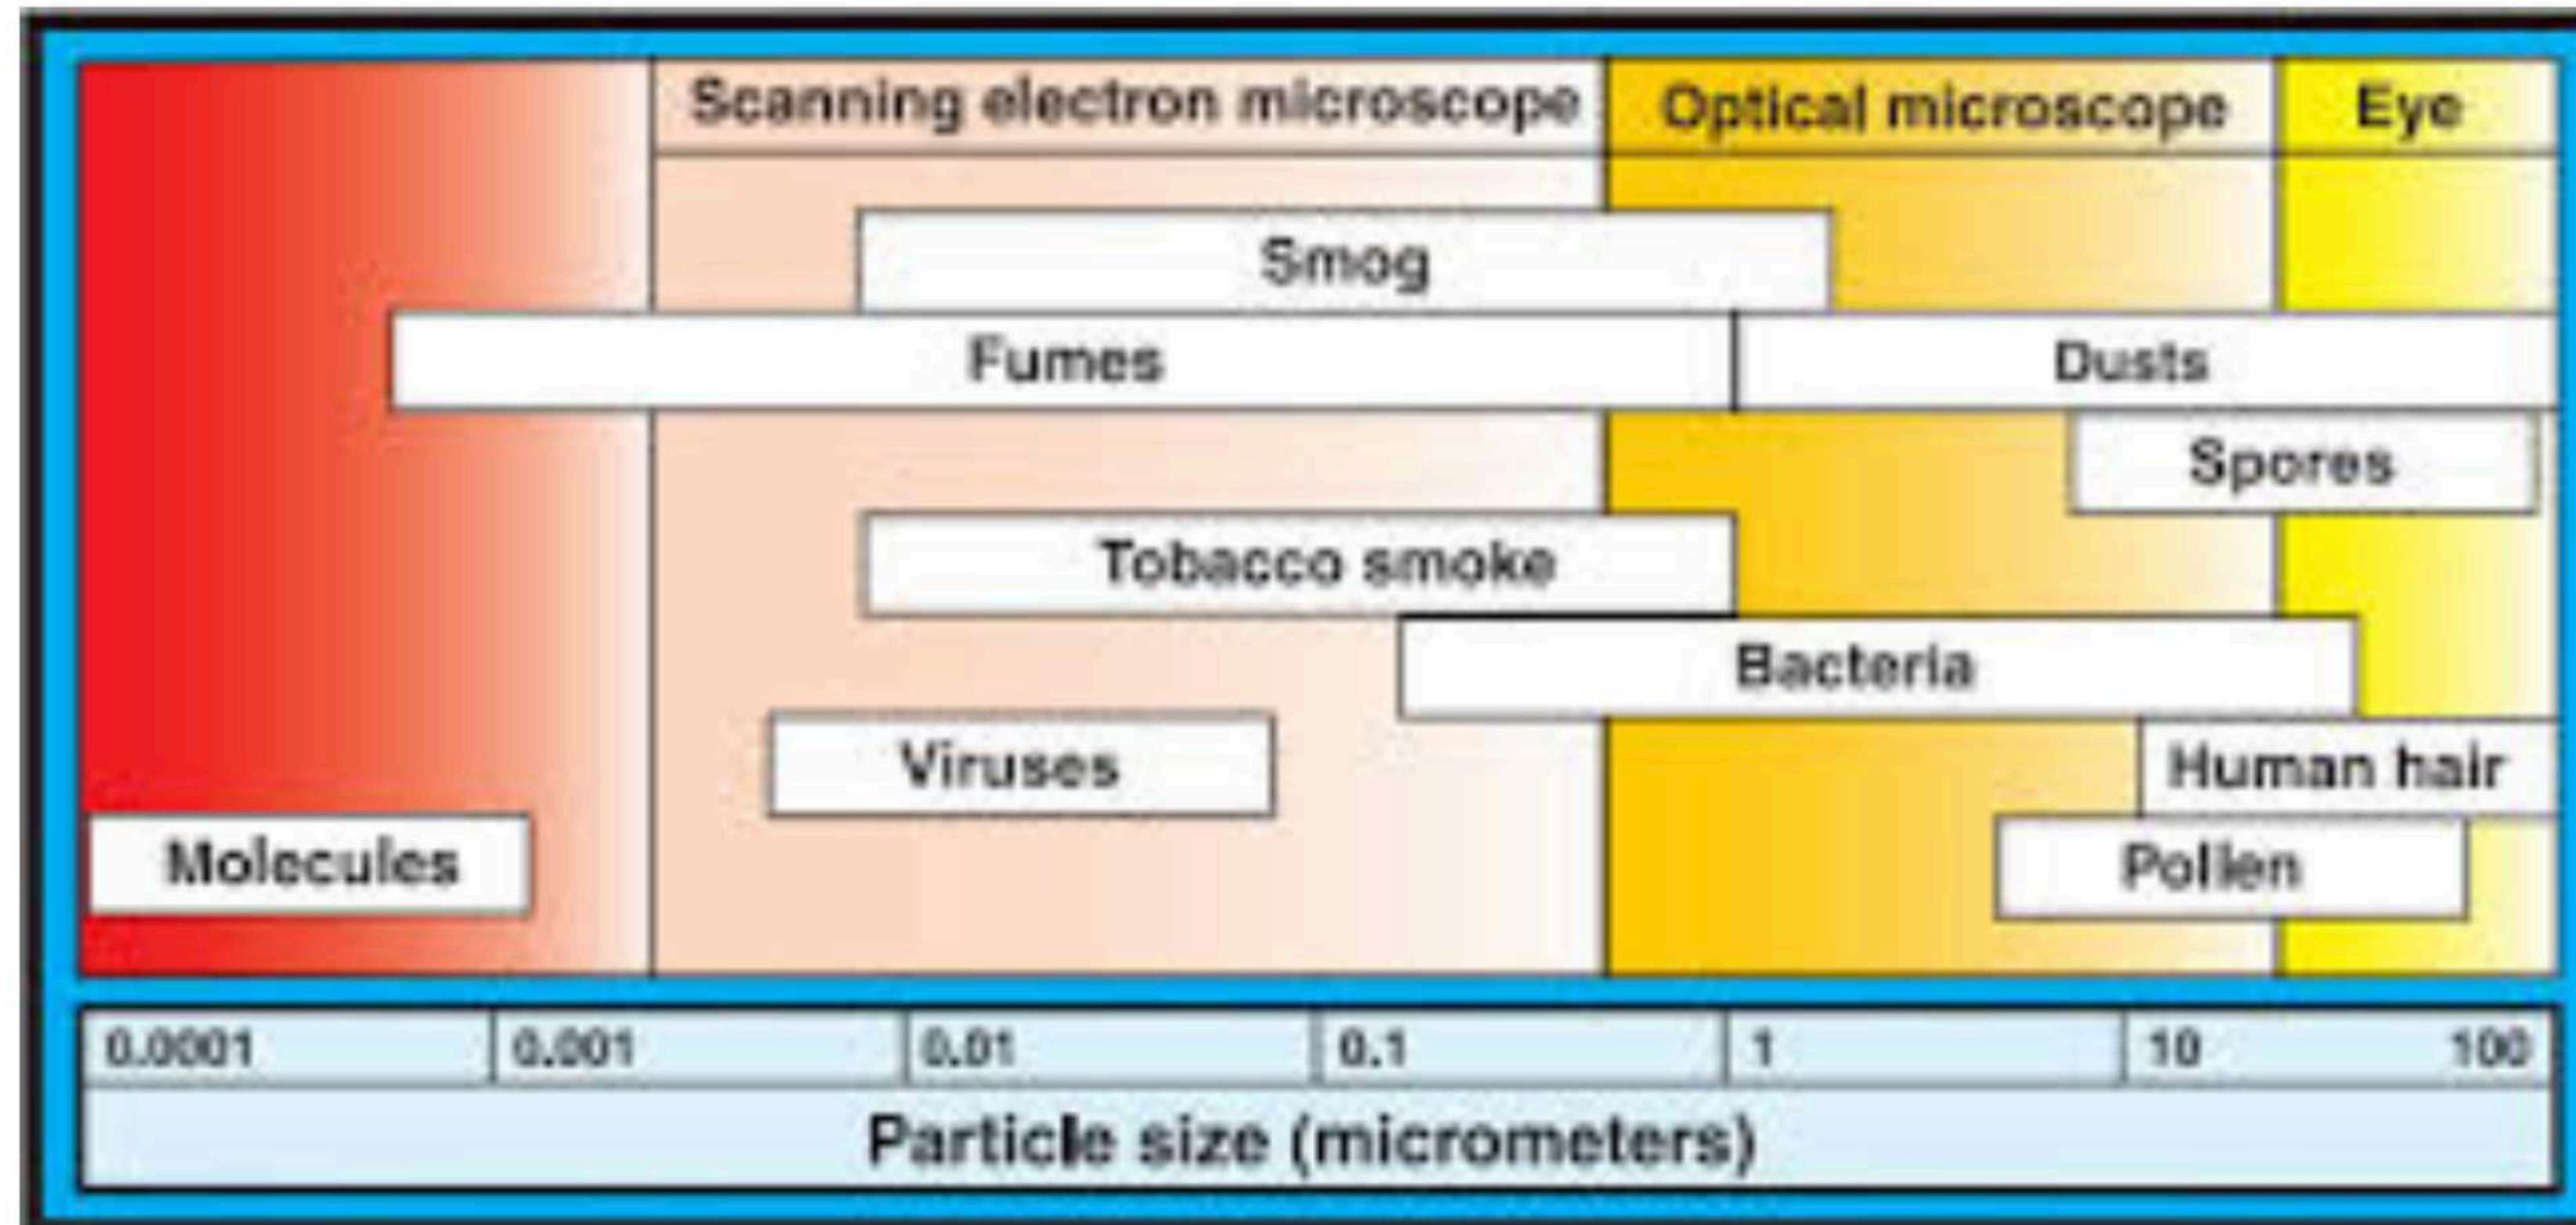 Scanning electron microscope
Optical microscope
Eye
Smog
Fumes
Dusts
Spores
Tobacco smoke
Bacteria
Viruses
Human hair
Molecules
Pollen
0.0001 0.001 0.01 0.1 1 10 100
Particle size (micrometers)